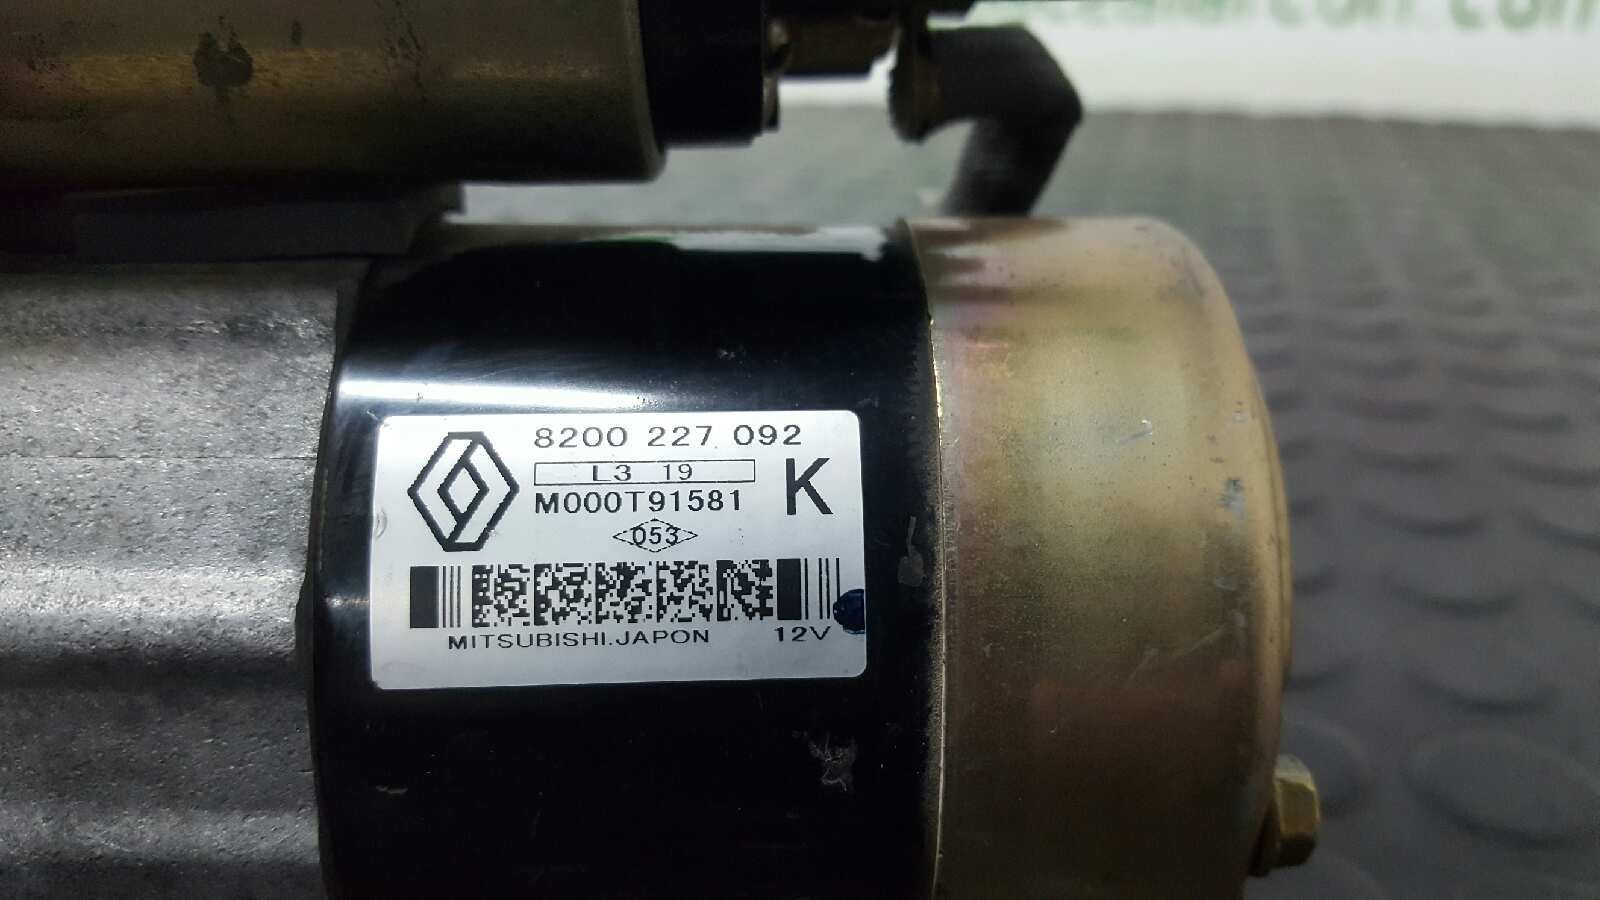 8200 227 092
L3 19
M000T91581
K
053
MITSUBISHI.JAPON 12V